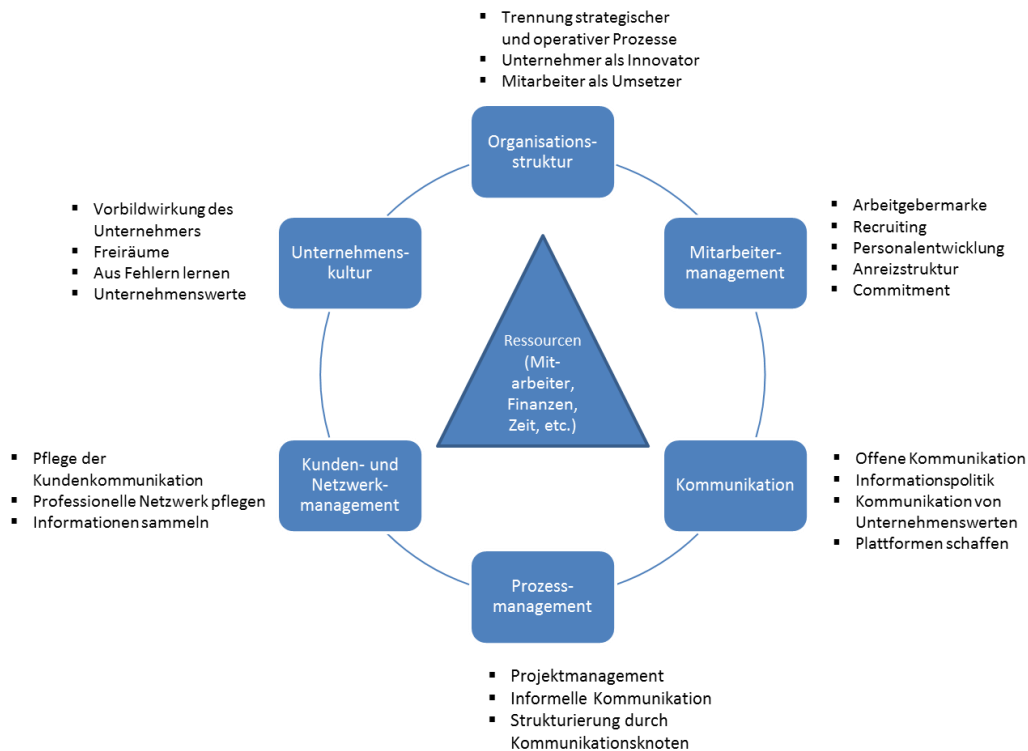 ▪ Trennung strategischer
und operativer Prozesse
▪ Unternehmer als Innovator
▪ Mitarbeiter als Umsetzer
Organisations-
struktur
▪ Arbeitgebermarke
▪ Recruiting
▪ Personalentwicklung
▪ Anreizstruktur
▪ Commitment
Mitarbeiter-
management
▪ Offene Kommunikation
▪ Informationspolitik
▪ Kommunikation von
Unternehmenswerten
▪ Plattformen schaffen
Kommunikation
Prozess-
management
▪ Projektmanagement
▪ Informelle Kommunikation
▪ Strukturierung durch
Kommunikationsknoten
▪ Pflege der
Kundenkommunikation
▪ Professionelle Netzwerk pflegen
▪ Informationen sammeln
Kunden- und
Netzwerk-
management
▪ Vorbildwirkung des
Unternehmers
▪ Freiräume
▪ Aus Fehlern lernen
▪ Unternehmenswerte
Unternehmens-
kultur
Ressourcen
(Mit-
arbeiter,
Finanzen,
Zeit, etc.)